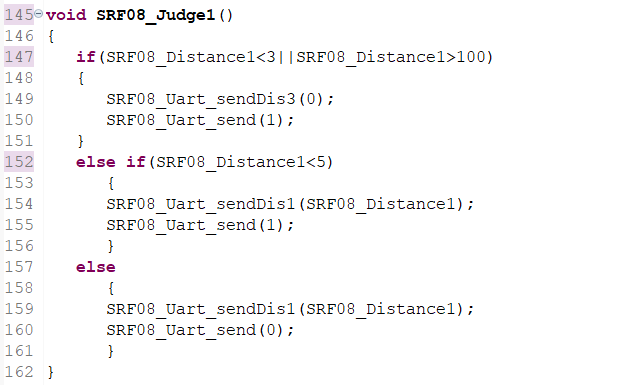 145 void SRF08_Judge1()
146 {
147    if(SRF08_Distance1<3||SRF08_Distance1>100)
148    {
149       SRF08_Uart_sendDis3(0);
150       SRF08_Uart_send(1);
151    }
152    else if(SRF08_Distance1<5)
153       {
154       SRF08_Uart_sendDis1(SRF08_Distance1);
155       SRF08_Uart_send(1);
156       }
157    else
158       {
159       SRF08_Uart_sendDis1(SRF08_Distance1);
160       SRF08_Uart_send(0);
161       }
162 }